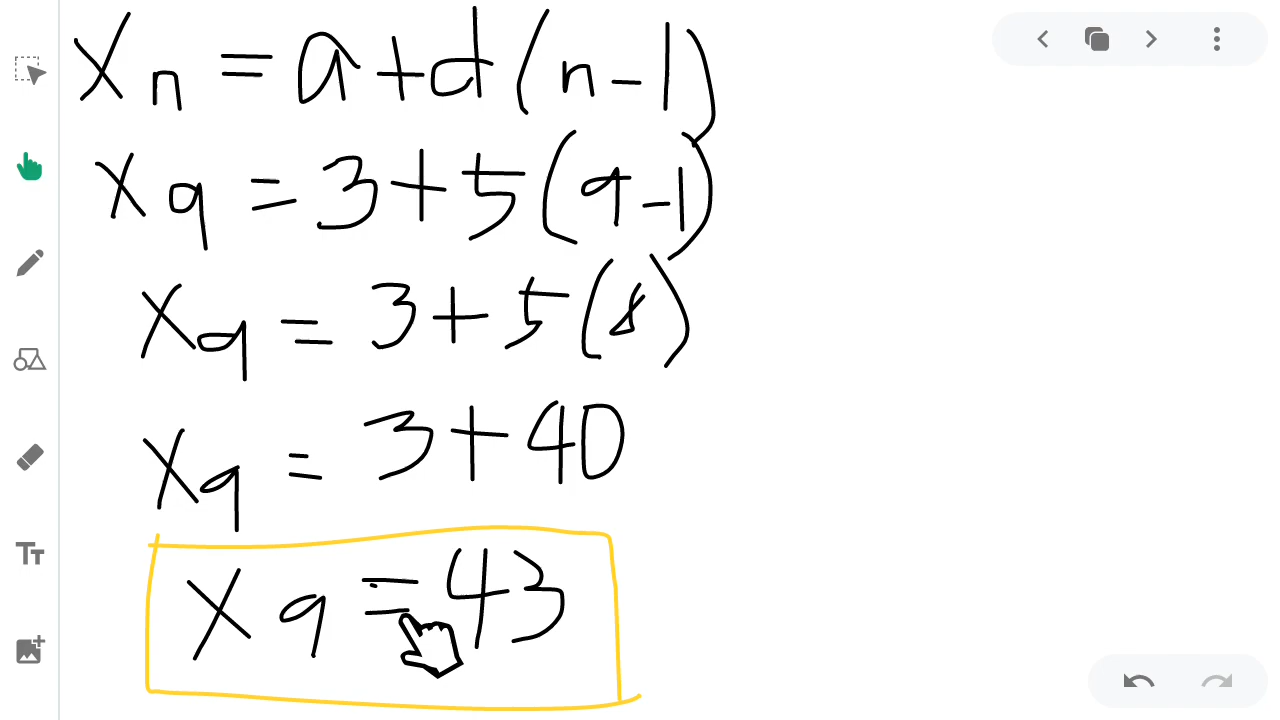 Xn = a+d(n-1)
X9 = 3+5(9-1)
X9 = 3+5(8)
X9 = 3+40
X9 = 43